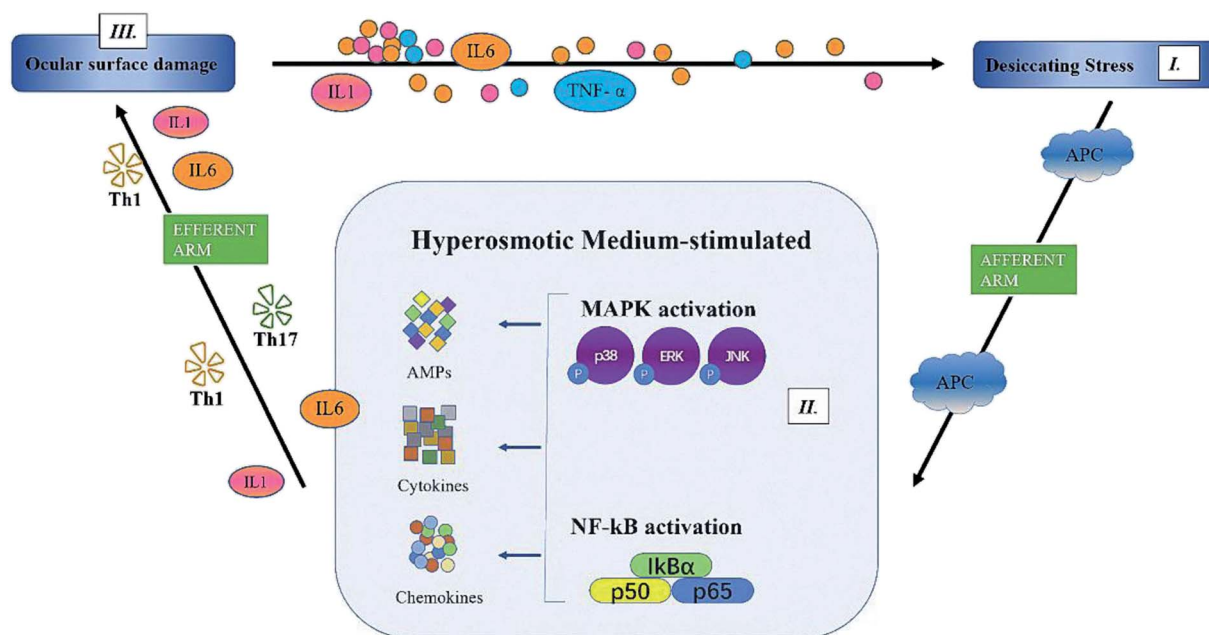 III.
Ocular surface damage
IL6
IL1
TNF- α
Desiccating Stress
I.
APC
AFFERENT
ARM
APC
IL1
IL6
Th1
EFFERENT
ARM
Th17
Th1
IL6
IL1
Hyperosmotic Medium-stimulated
MAPK activation
p38
ERK
JNK
P
P
P
AMPs
II.
Cytokines
NF-kB activation
IkBα
p50
p65
Chemokines